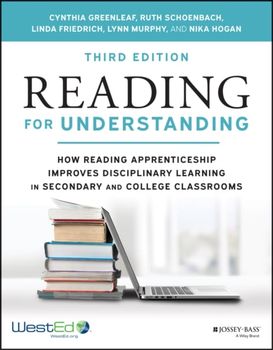 CYNTHIA GREENLEAF, RUTH SCHOENBACH,
LINDA FRIEDRICH, LYNN MURPHY, AND NIKA HOGAN
THIRD EDITION
READING
FOR UNDERSTANDING
HOW READING APPRENTICESHIP
IMPROVES DISCIPLINARY LEARNING
IN SECONDARY AND COLLEGE CLASSROOMS
WestEd
WestEd.org
JOSSEY-BASS
A Wiley Brand